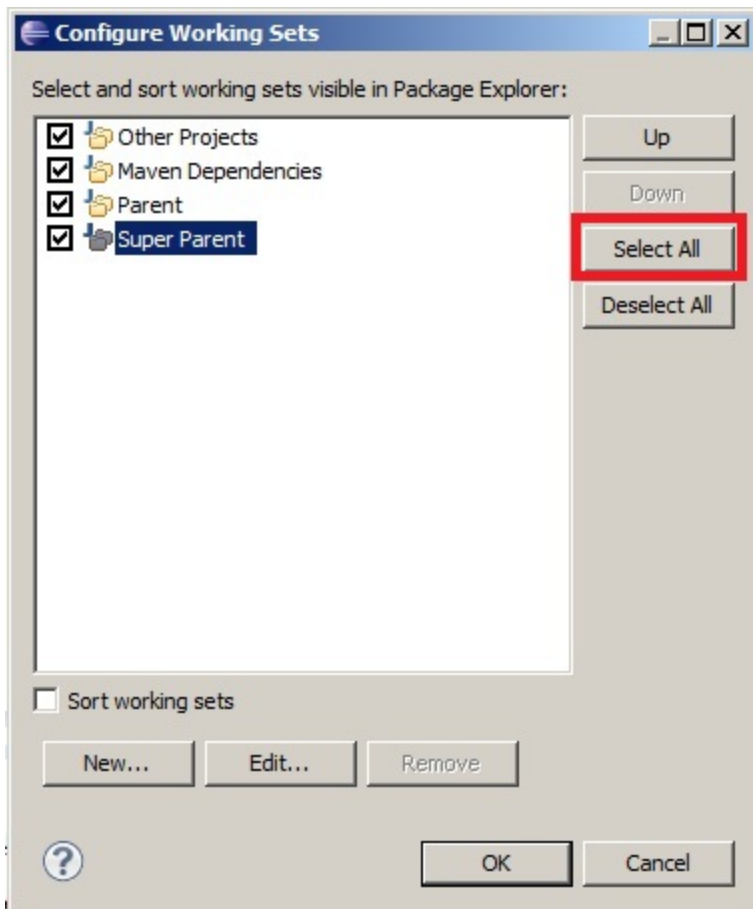 Configure Working Sets
Select and sort working sets visible in Package Explorer:
Other Projects
Maven Dependencies
Parent
Super Parent
Up
Down
Select All
Deselect All
Sort working sets
New...
Edit...
Remove
?
OK
Cancel